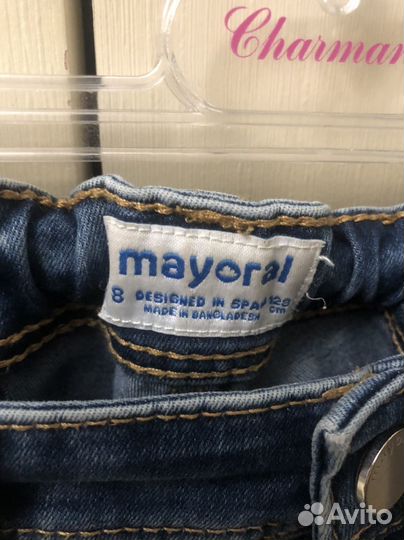 Charman
mayoral
8 DESIGNED IN SPAIN 128
MADE IN BANGLADESH cm
Avito